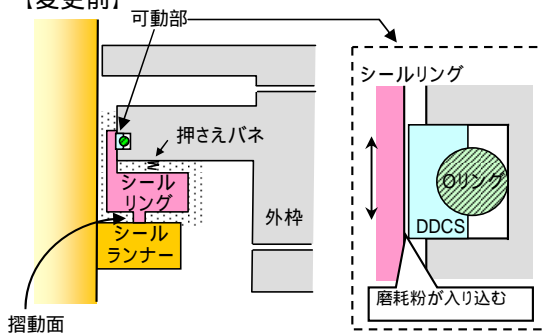 【変更前】
可動部
シールリング
押さえバネ
シール
リング
Oリング
外枠
DDCS
シール
ランナー
磨耗粉が入り込む
摺動面